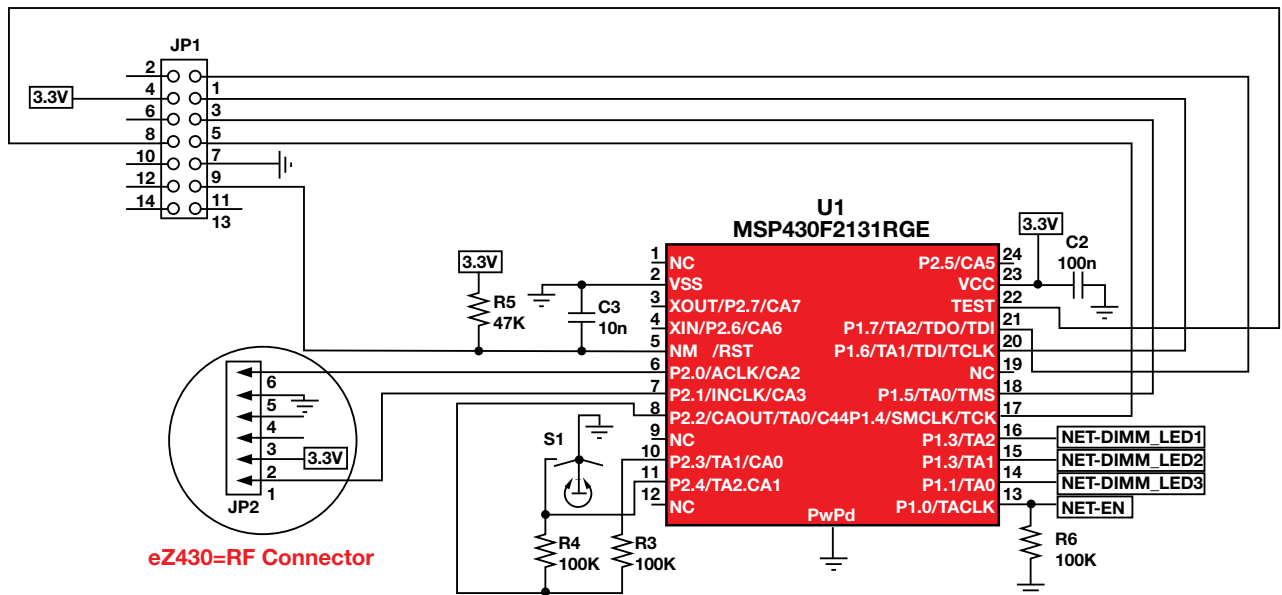 JP1
2
4
6
8
10
12
14
1
3
5
7
9
11
13
3.3V
U1
MSP430F2131RGE
3.3V
C2
100n
3.3V
R5
47K
C3
10n
1 NC
2 VSS
3 XOUT/P2.7/CA7
4 XIN/P2.6/CA6
5 NM /RST
6 P2.0/ACLK/CA2
7 P2.1/INCLK/CA3
8 P2.2/CAOUT/TA0/C44P1.4/SMCLK/TCK 17
9 NC
10 P2.3/TA1/CA0
11 P2.4/TA2.CA1
12 NC
P2.5/CA5 24
VCC 23
TEST 22
P1.7/TA2/TDO/TDI 21
P1.6/TA1/TDI/TCLK 20
NC 19
P1.5/TA0/TMS 18
P1.3/TA2 16
P1.3/TA1 15
P1.1/TA0 14
P1.0/TACLK 13
PwPd
NET-DIMM_LED1
NET-DIMM_LED2
NET-DIMM_LED3
NET-EN
R6
100K
S1
R4
100K
R3
100K
6
5
4
3
2
1
3.3V
JP2
eZ430=RF Connector